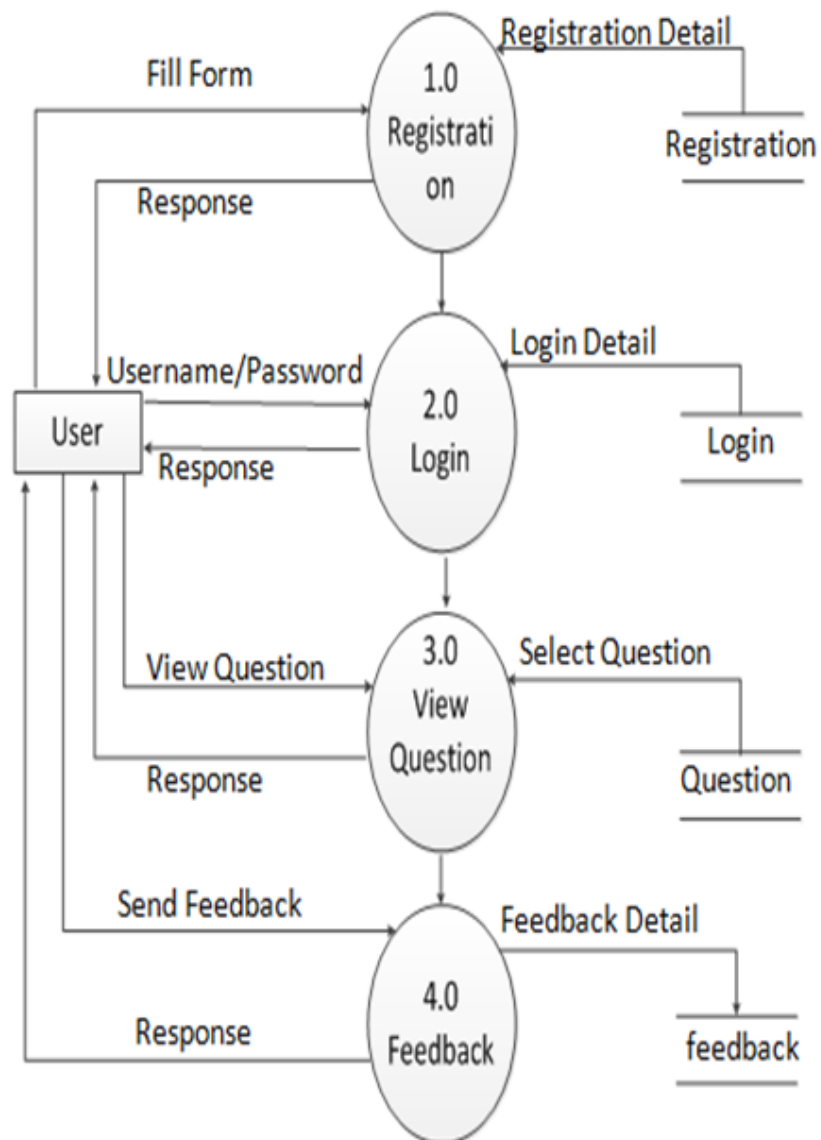 Registration Detail
Fill Form
1.0
Registrati
on
Registration
Response
Login Detail
Username/Password
2.0
Login
User
Login
Response
3.0
View
Question
Select Question
View Question
Question
Response
Send Feedback
Feedback Detail
4.0
Feedback
Response
feedback